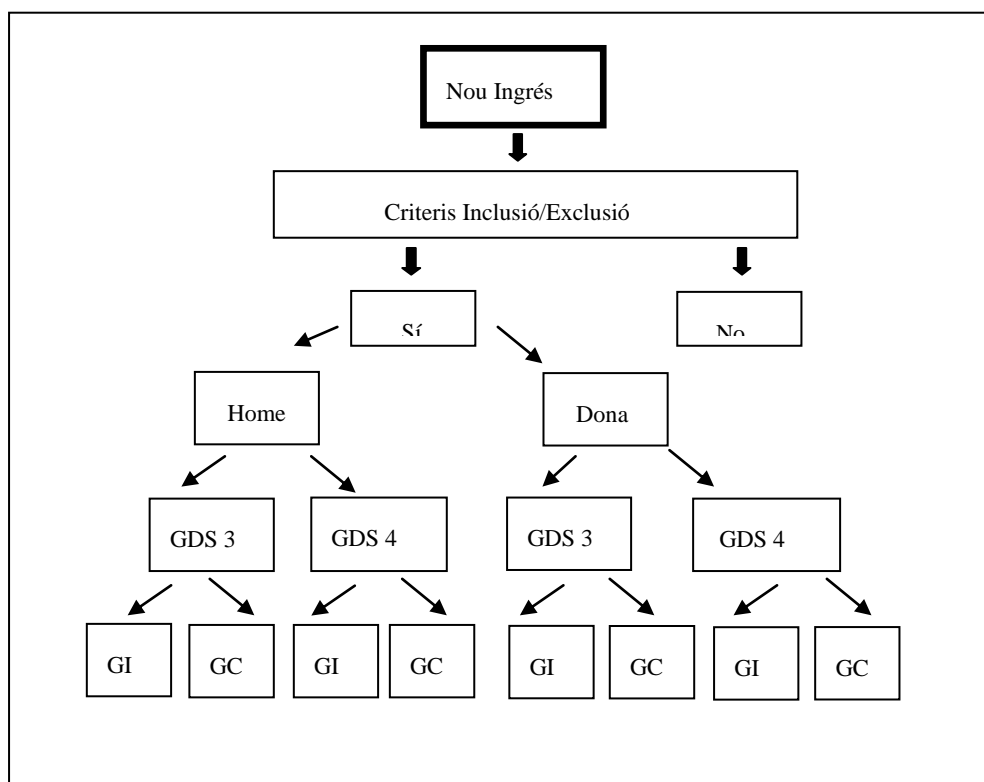 Nou Ingrés
Criteris Inclusió/Exclusió
Sí No
Home Dona
GDS 3 GDS 4 GDS 3 GDS 4
GI GC GI GC GI GC GI GC